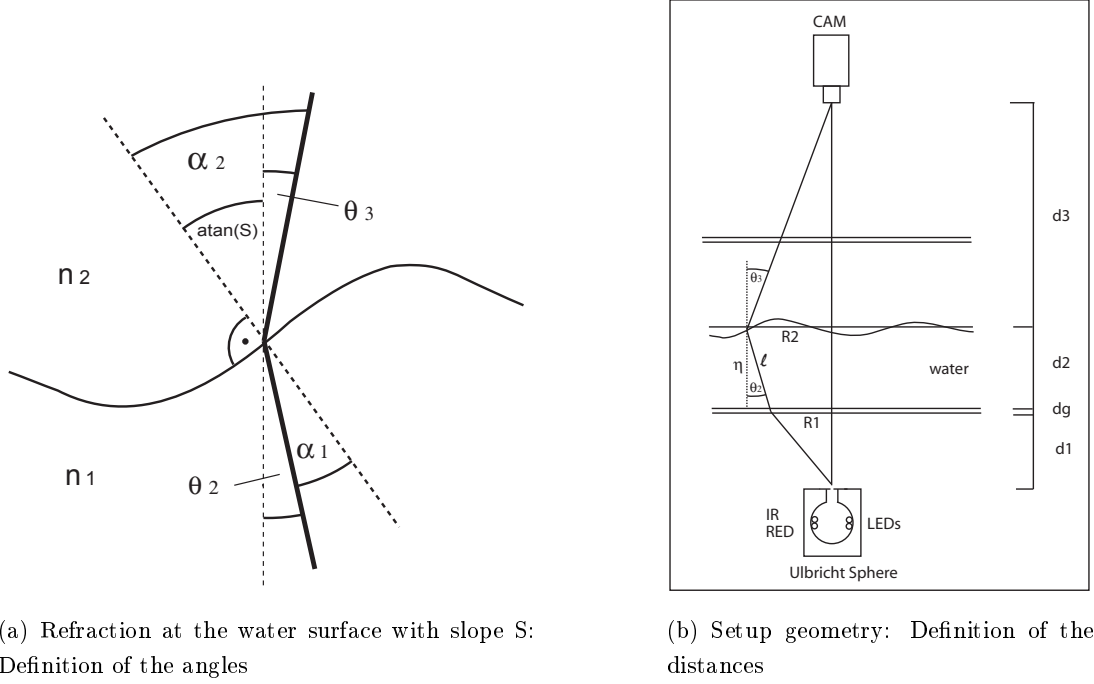 α 2
θ 3
atan(S)
n 2
α 1
n 1
θ 2
(a) Refraction at the water surface with slope S:
Definition of the angles
CAM
d3
θ3
R2
η
ℓ
water
d2
θ2
dg
R1
d1
IR
RED
LEDs
Ulbricht Sphere
(b) Setup geometry: Definition of the
distances